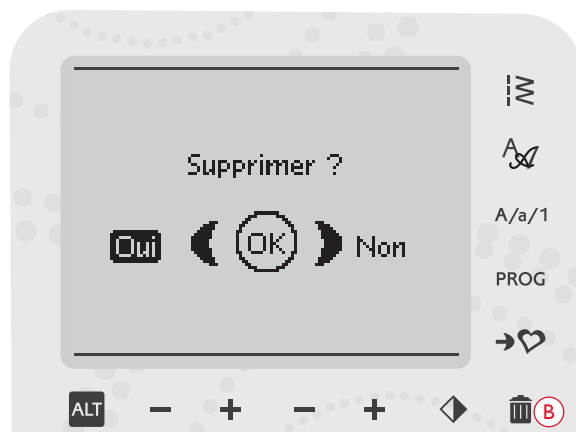 Supprimer ?
Oui OK Non
A
A/a/1
PROG
ALT
B